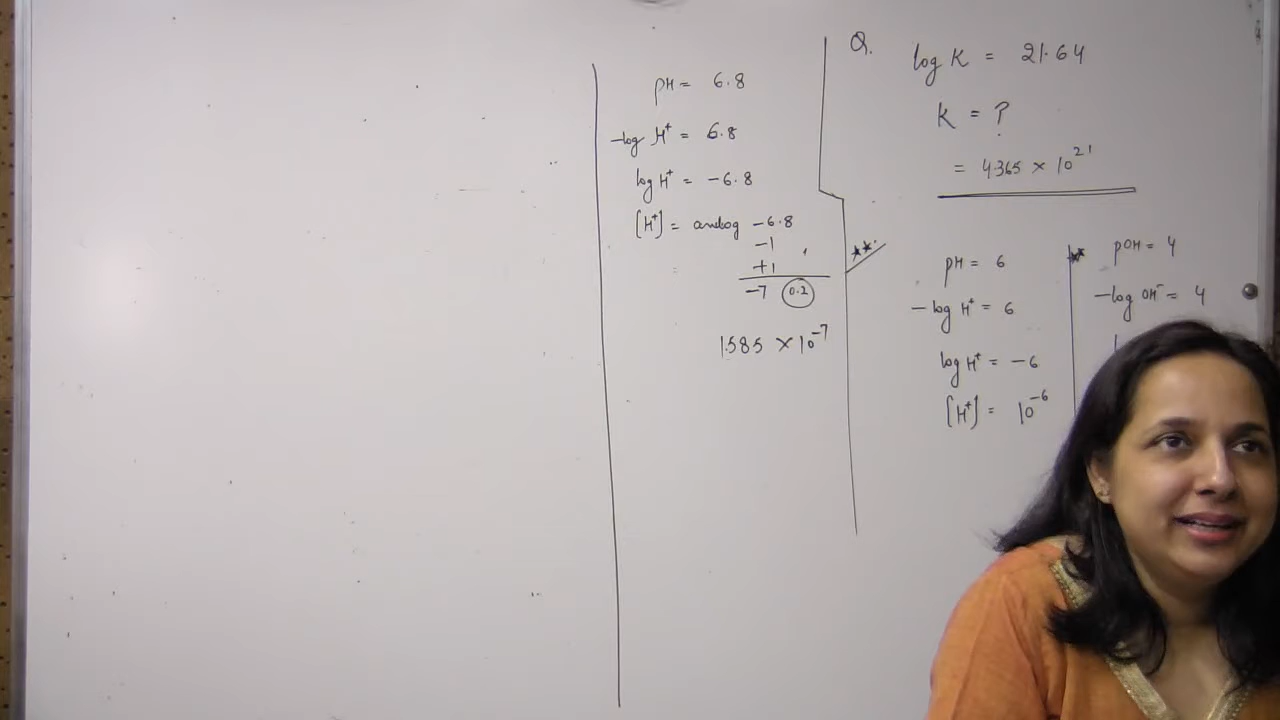 pH = 6.8
-log H⁺ = 6.8
log H⁺ = -6.8
[H⁺] = analog -6.8
-1
+1
-7 0.2
1.585 × 10⁻⁷
Q. log K = 21.64
K = ?
= 4.365 × 10²¹
pH = 6
-log H⁺ = 6
log H⁺ = -6
[H⁺] = 10⁻⁶
pOH = 4
-log OH⁻ = 4